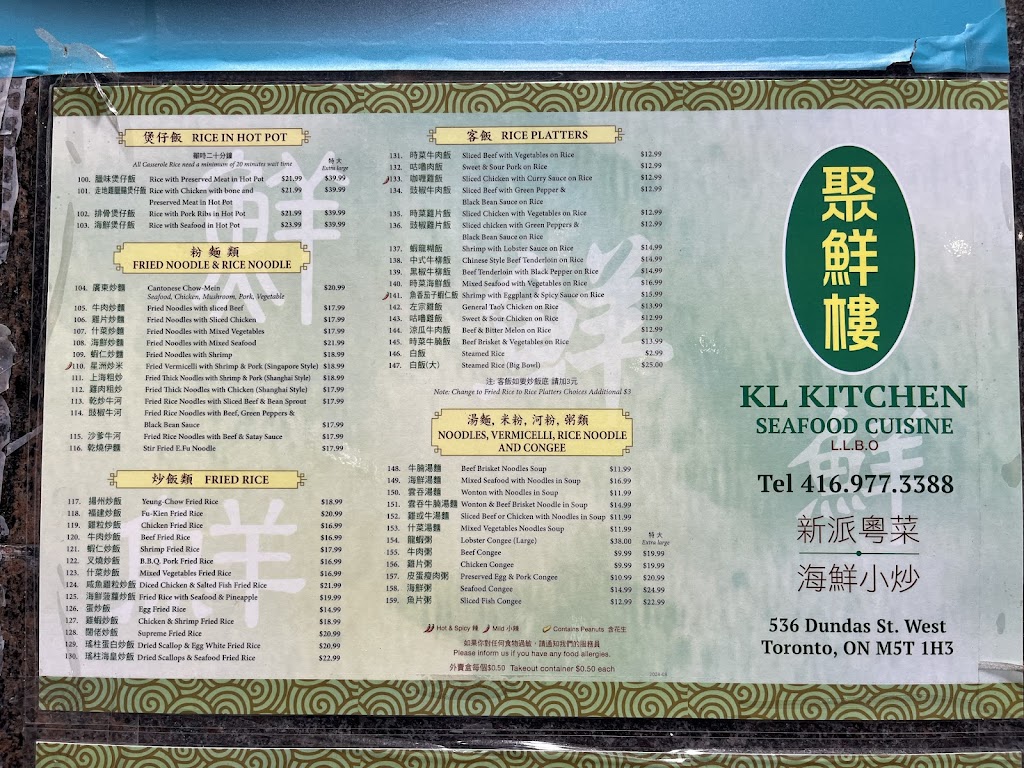 煲仔飯 RICE IN HOT POT
需時二十分鐘
All Casserole Rice need a minimum of 20 minutes wait time
特大
Extra large
100. 臘味煲仔飯 Rice with Preserved Meat in Hot Pot $21.99 $39.99
101. 走地雞臘腸煲仔飯 Rice with Chicken with bone and $21.99 $39.99
Preserved Meat in Hot Pot
102. 排骨煲仔飯 Rice with Pork Ribs in Hot Pot $21.99 $39.99
103. 海鮮煲仔飯 Rice with Seafood in Hot Pot $23.99 $39.99
粉麵類
FRIED NOODLE & RICE NOODLE
104. 廣東炒麵 Cantonese Chow-Mein $20.99
Seafood, Chicken, Mushroom, Pork, Vegetable
105. 牛肉炒麵 Fried Noodles with sliced Beef $17.99
106. 雞片炒麵 Fried Noodles with Sliced Chicken $17.99
107. 什菜炒麵 Fried Noodles with Mixed Vegetables $17.99
108. 海鮮炒麵 Fried Noodles with Mixed Seafood $21.99
109. 蝦仁炒麵 Fried Noodles with Shrimp $18.99
110. 星洲炒米 Fried Vermicelli with Shrimp & Pork (Singapore Style) $18.99
111. 上海粗炒 Fried Thick Noodles with Shrimp & Pork (Shanghai Style) $18.99
112. 雞肉粗炒 Fried Thick Noodles with Chicken (Shanghai Style) $17.99
113. 乾炒牛河 Fried Rice Noodles with Sliced Beef & Bean Sprout $17.99
114. 豉椒牛河 Fried Rice Noodles with Beef, Green Peppers &
Black Bean Sauce $17.99
115. 沙爹牛河 Fried Rice Noodles with Beef & Satay Sauce $17.99
116. 乾燒伊麵 Stir Fried E.Fu Noodle $17.99
炒飯類 FRIED RICE
117. 揚州炒飯 Yeung-Chow Fried Rice $18.99
118. 福建炒飯 Fu-Kien Fried Rice $20.99
119. 雞粒炒飯 Chicken Fried Rice $16.99
120. 牛肉炒飯 Beef Fried Rice $16.99
121. 蝦仁炒飯 Shrimp Fried Rice $17.99
122. 叉燒炒飯 B.B.Q. Pork Fried Rice $16.99
123. 什菜炒飯 Mixed Vegetables Fried Rice $16.99
124. 咸魚雞粒炒飯 Diced Chicken & Salted Fish Fried Rice $21.99
125. 海鮮菠蘿炒飯 Fried Rice with Seafood & Pineapple $19.99
126. 蛋炒飯 Egg Fried Rice $14.99
127. 雞蝦炒飯 Chicken & Shrimp Fried Rice $18.99
128. 闊佬炒飯 Supreme Fried Rice $20.99
129. 瑤柱蛋白炒飯 Dried Scallop & Egg White Fried Rice $20.99
130. 瑤柱海皇炒飯 Dried Scallops & Seafood Fried Rice $22.99
客飯 RICE PLATTERS
131. 時菜牛肉飯 Sliced Beef with Vegetables on Rice $12.99
132. 咕嚕肉飯 Sweet & Sour Pork on Rice $12.99
133. 咖哩雞飯 Sliced Chicken with Curry Sauce on Rice $12.99
134. 豉椒牛肉飯 Sliced Beef with Green Pepper & $12.99
Black Bean Sauce on Rice
135. 時菜雞片飯 Sliced Chicken with Vegetables on Rice $12.99
136. 豉椒雞片飯 Sliced chicken with Green Peppers & $12.99
Black Bean Sauce on Rice
137. 蝦龍糊飯 Shrimp with Lobster Sauce on Rice $14.99
138. 中式牛柳飯 Chinese Style Beef Tenderloin on Rice $14.99
139. 黑椒牛柳飯 Beef Tenderloin with Black Pepper on Rice $14.99
140. 時菜海鮮飯 Mixed Seafood with Vegetables on Rice $16.99
141. 魚香茄子蝦仁飯 Shrimp with Eggplant & Spicy Sauce on Rice $15.99
142. 左宗雞飯 General Tao's Chicken on Rice $13.99
143. 咕嚕雞飯 Sweet & Sour Chicken on Rice $12.99
144. 涼瓜牛肉飯 Beef & Bitter Melon on Rice $12.99
145. 時菜牛腩飯 Beef Brisket & Vegetables on Rice $13.99
146. 白飯 Steamed Rice $2.99
147. 白飯(大) Steamed Rice (Big Bowl) $25.00
注: 客飯如要炒飯底 請加3元
Note: Change to Fried Rice to Rice Platters Choices Additional $3
湯麵, 米粉, 河粉, 粥類
NOODLES, VERMICELLI, RICE NOODLE
AND CONGEE
148. 牛腩湯麵 Beef Brisket Noodles Soup $11.99
149. 海鮮湯麵 Mixed Seafood with Noodles in Soup $16.99
150. 雲吞湯麵 Wonton with Noodles in Soup $11.99
151. 雲吞牛腩湯麵 Wonton & Beef Brisket Noodle in Soup $14.99
152. 雞或牛湯麵 Sliced Beef or Chicken with Noodles in Soup $11.99
153. 什菜湯麵 Mixed Vegetables Noodles Soup $11.99
特大
Extra large
154. 龍蝦粥 Lobster Congee (Large) $38.00
155. 牛肉粥 Beef Congee $9.99 $19.99
156. 雞片粥 Chicken Congee $9.99 $19.99
157. 皮蛋瘦肉粥 Preserved Egg & Pork Congee $10.99 $20.99
158. 海鮮粥 Seafood Congee $14.99 $24.99
159. 魚片粥 Sliced Fish Congee $12.99 $22.99
Hot & Spicy 辣 Mild 小辣 Contains Peanuts 含花生
如果你對任何食物過敏，請通知我們的服務員
Please inform us if you have any food allergies.
外賣盒每個$0.50 Takeout container $0.50 each
聚鮮樓
KL KITCHEN
SEAFOOD CUISINE
L.L.B.O
Tel 416.977.3388
新派粵菜
海鮮小炒
536 Dundas St. West
Toronto, ON M5T 1H3